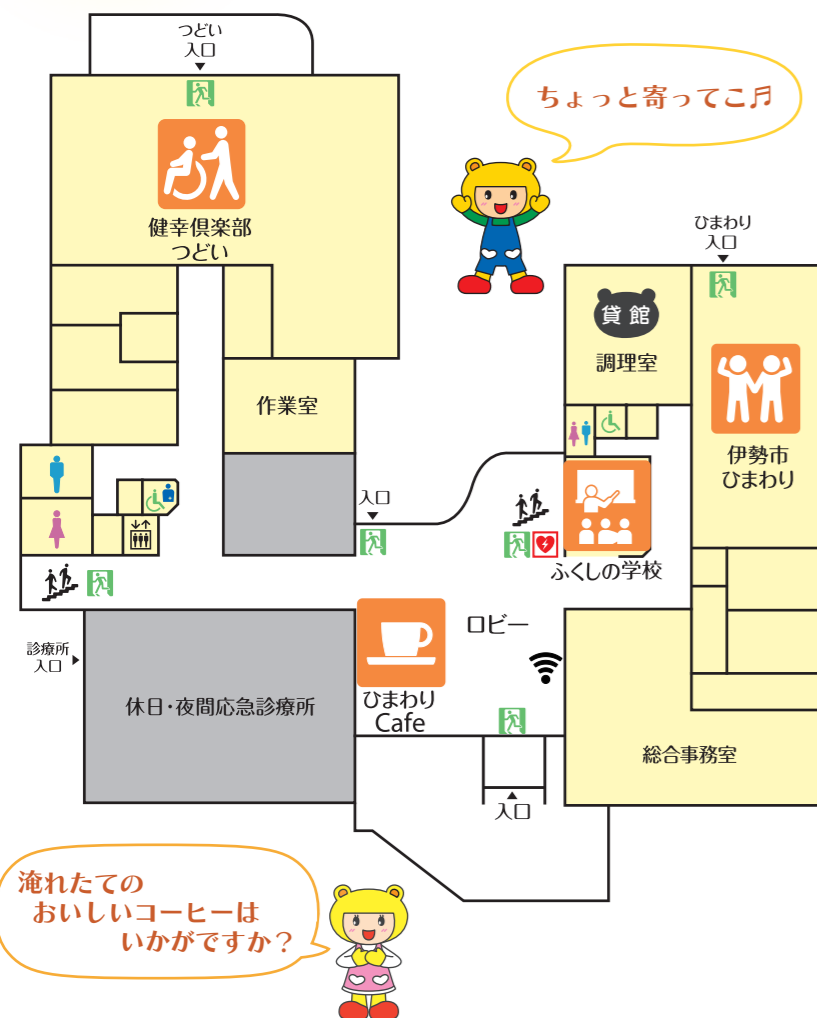 つどい
入口
ちょっと寄ってこ♬
健幸倶楽部
つどい
ひまわり
入口
貸館
調理室
作業室
伊勢市
ひまわり
入口
ふくしの学校
ロビー
診療所
入口
休日・夜間応急診療所
ひまわり
Cafe
総合事務室
入口
淹れたての
おいしいコーヒーは
いかがですか?